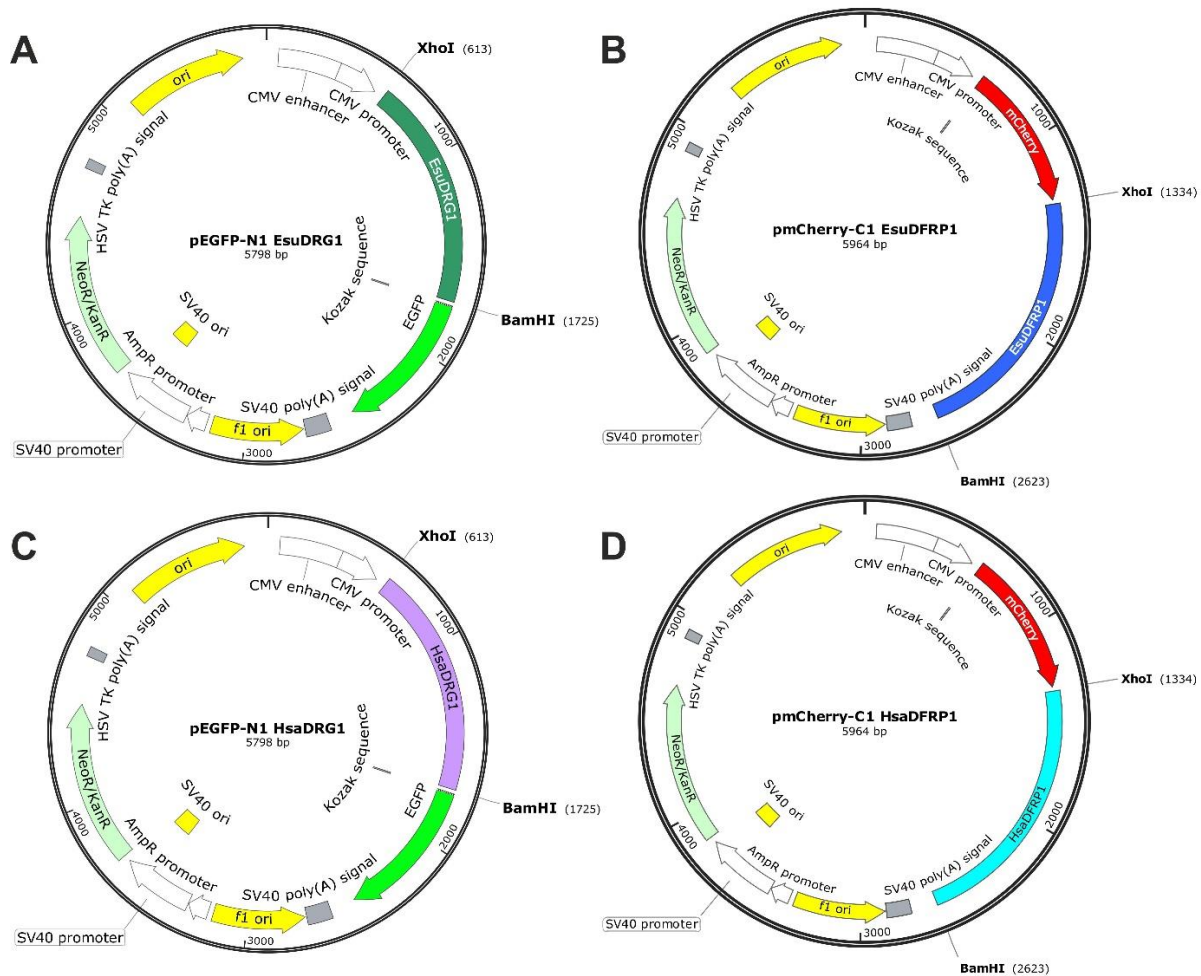 A
ori
CMV enhancer
CMV promoter
XhoI (613)
1000
EsuDRG1
BamHI (1725)
EGFP
2000
Kozak sequence
pEGFP-N1 EsuDRG1
5798 bp
SV40 poly(A) signal
3000
f1 ori
AmpR promoter
SV40 promoter
SV40 ori
4000
NeoR/KanR
HSV TK poly(A) signal
5000
B
ori
CMV enhancer
CMV promoter
Kozak sequence
mCherry
1000
XhoI (1334)
pmCherry-C1 EsuDFRP1
5964 bp
EsuDFRP1
2000
BamHI (2623)
SV40 poly(A) signal
3000
f1 ori
AmpR promoter
SV40 promoter
SV40 ori
4000
NeoR/KanR
HSV TK poly(A) signal
5000
C
ori
CMV enhancer
CMV promoter
XhoI (613)
1000
HsaDRG1
BamHI (1725)
EGFP
2000
Kozak sequence
pEGFP-N1 HsaDRG1
5798 bp
SV40 poly(A) signal
3000
f1 ori
AmpR promoter
SV40 promoter
SV40 ori
4000
NeoR/KanR
HSV TK poly(A) signal
5000
D
ori
CMV enhancer
CMV promoter
Kozak sequence
mCherry
1000
XhoI (1334)
pmCherry-C1 HsaDFRP1
5964 bp
HsaDFRP1
2000
BamHI (2623)
SV40 poly(A) signal
3000
f1 ori
AmpR promoter
SV40 promoter
SV40 ori
4000
NeoR/KanR
HSV TK poly(A) signal
5000